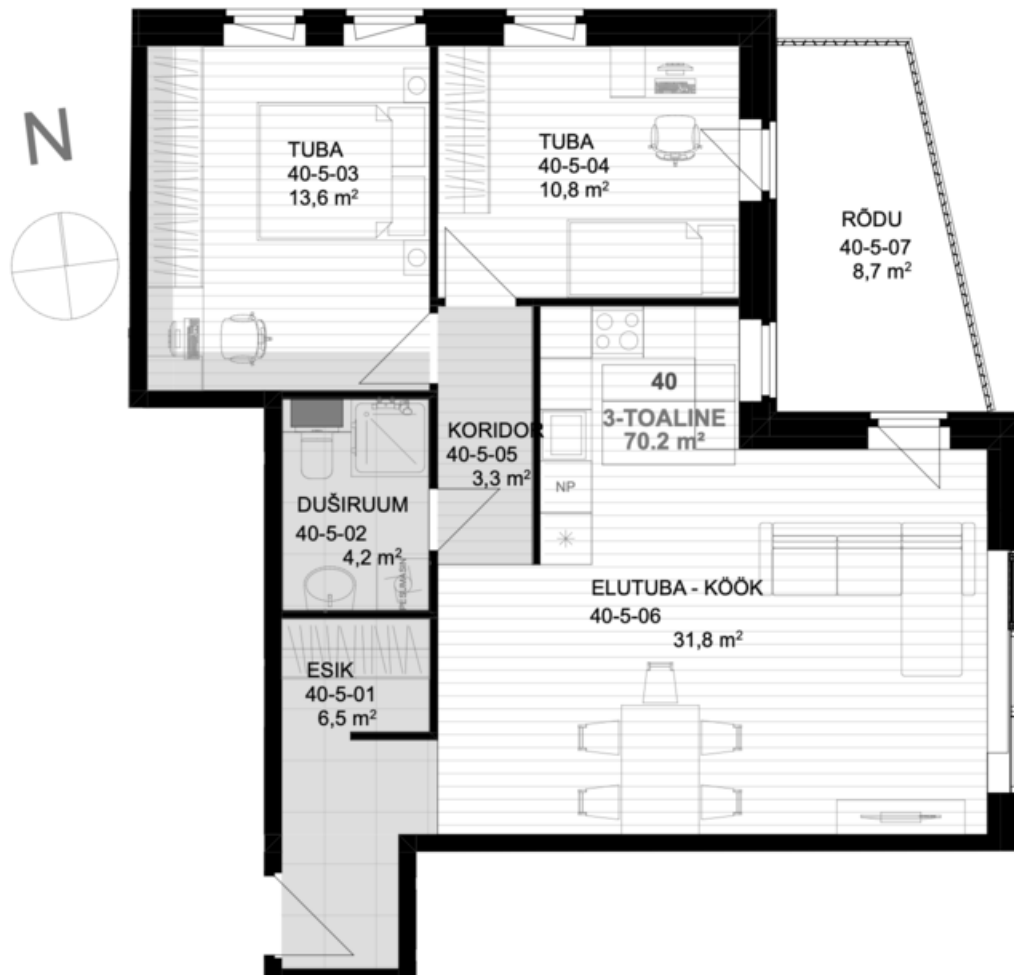 N
TUBA
40-5-03
13,6 m²
TUBA
40-5-04
10,8 m²
RÕDU
40-5-07
8,7 m²
40
3-TOALINE
70.2 m²
KORIDOR
40-5-05
3,3 m²
NP
DUŠIRUUM
40-5-02
4,2 m²
PESUMASIN
ELUTUBA - KÖÖK
40-5-06
31,8 m²
ESIK
40-5-01
6,5 m²